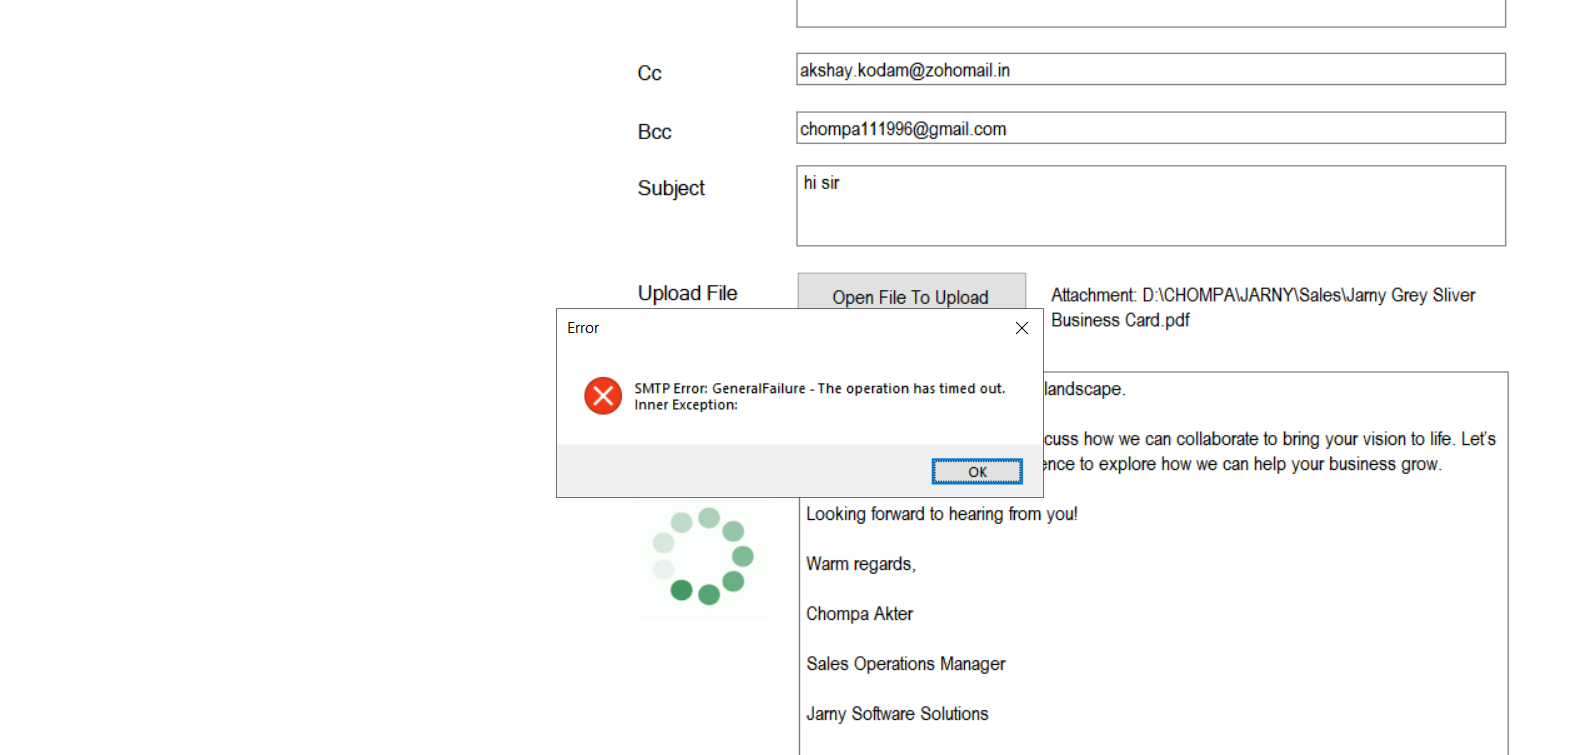 Cc
akshay.kodam@zohomail.in
Bcc
chompa111996@gmail.com
Subject
hi sir
Upload File
Open File To Upload
Attachment: D:\CHOMPA\JARNY\Sales\Jarny Grey Sliver
Business Card.pdf
Error
SMTP Error: GeneralFailure - The operation has timed out.
Inner Exception:
OK
landscape.
cuss how we can collaborate to bring your vision to life. Let's
ence to explore how we can help your business grow.
Looking forward to hearing from you!
Warm regards,
Chompa Akter
Sales Operations Manager
Jarny Software Solutions